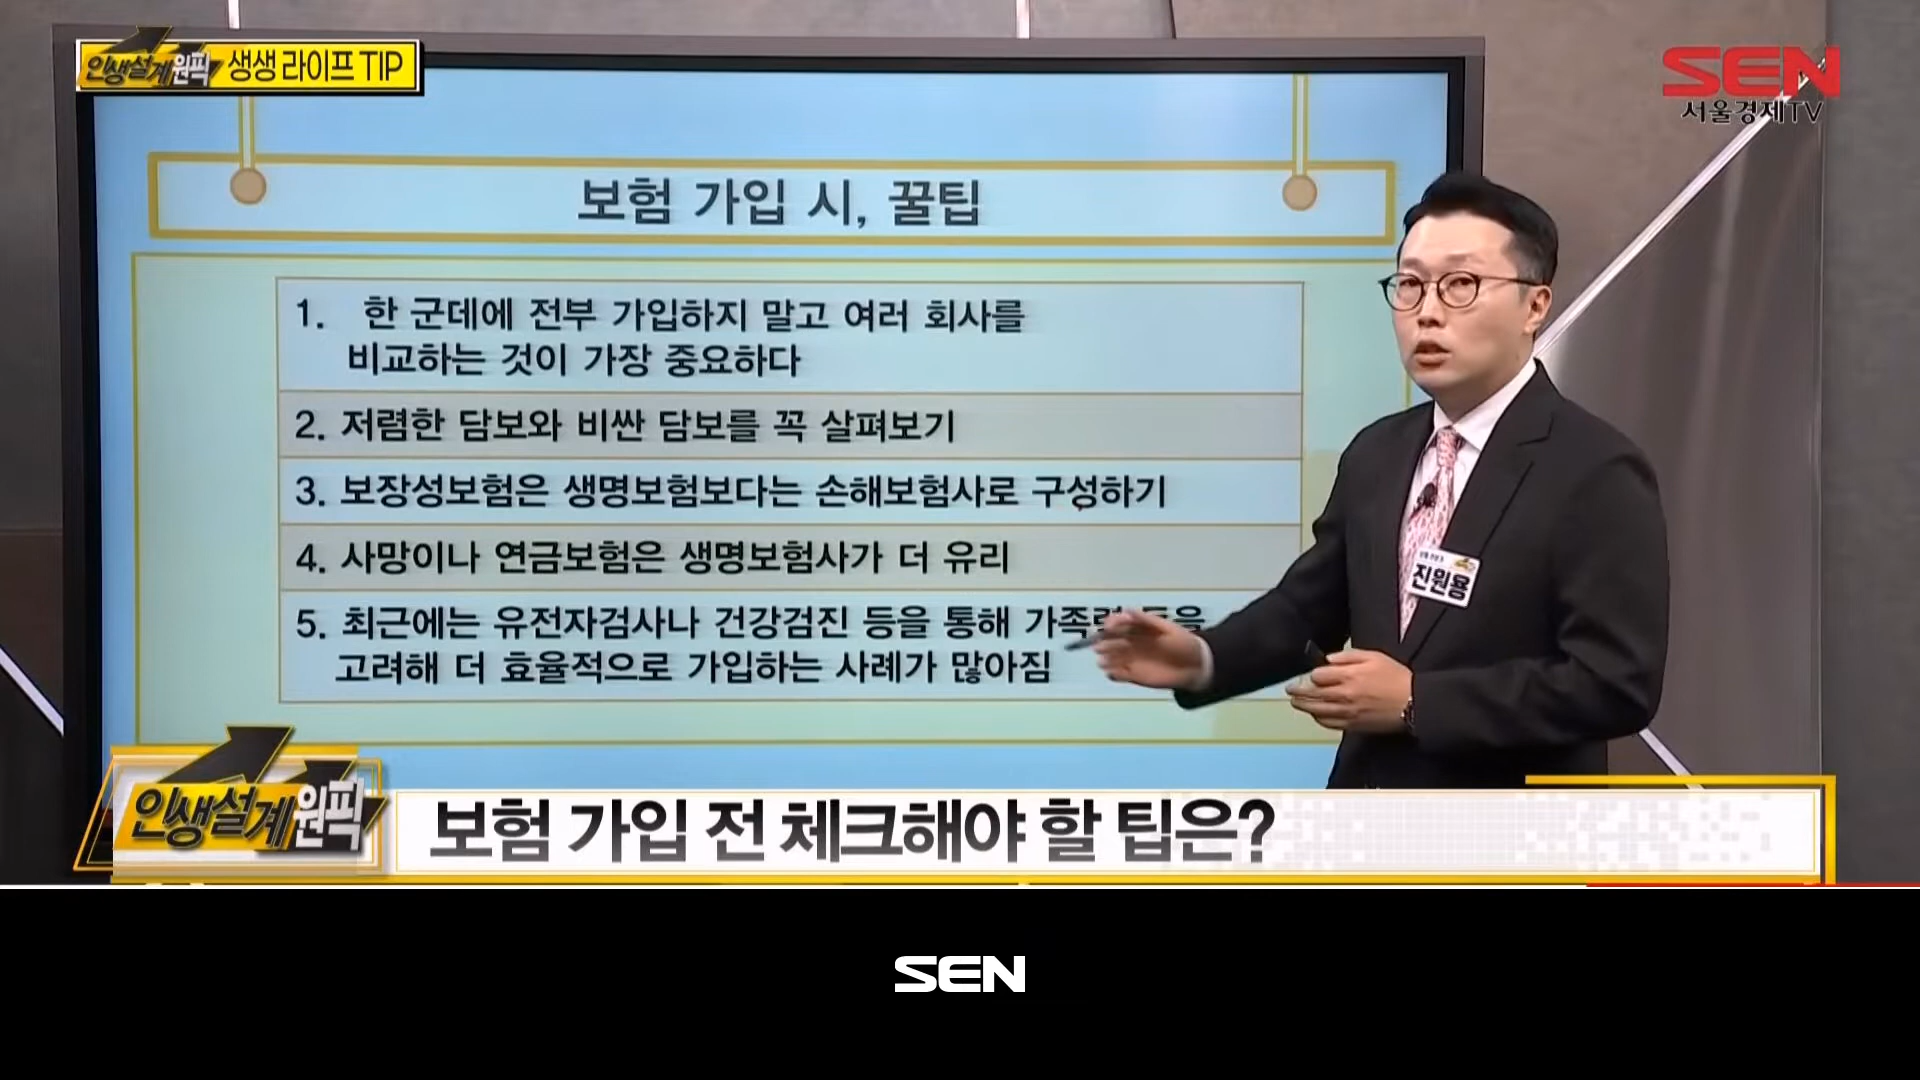 인생설계원픽 생생 라이프 TIP
SEN
서울경제TV
보험 가입 시, 꿀팁
1. 한 군데에 전부 가입하지 말고 여러 회사를
비교하는 것이 가장 중요하다
2. 저렴한 담보와 비싼 담보를 꼭 살펴보기
3. 보장성보험은 생명보험보다는 손해보험사로 구성하기
4. 사망이나 연금보험은 생명보험사가 더 유리
5. 최근에는 유전자검사나 건강검진 등을 통해 가족력 등을
고려해 더 효율적으로 가입하는 사례가 많아짐
진원용
인생설계원픽
보험 가입 전 체크해야 할 팁은?
SEN